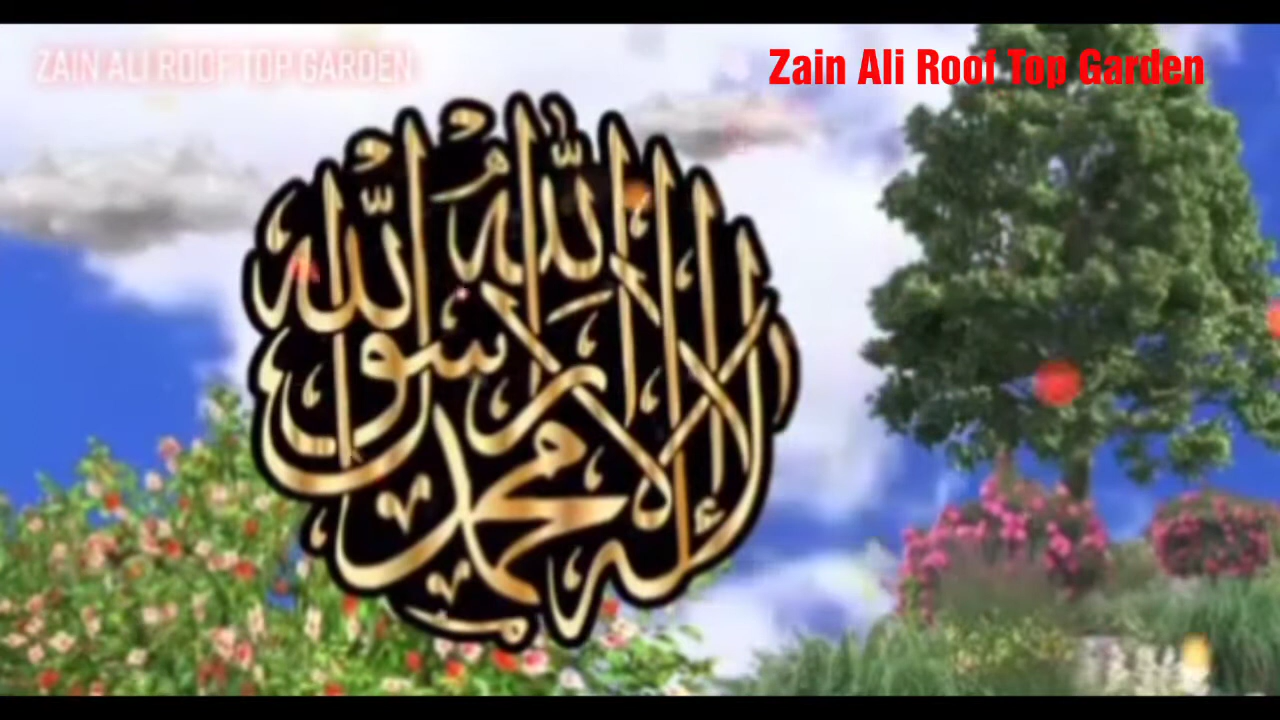 ZAIN ALI ROOF TOP GARDEN
Zain Ali Roof Top Garden
لا إله إلا الله محمد رسول الله